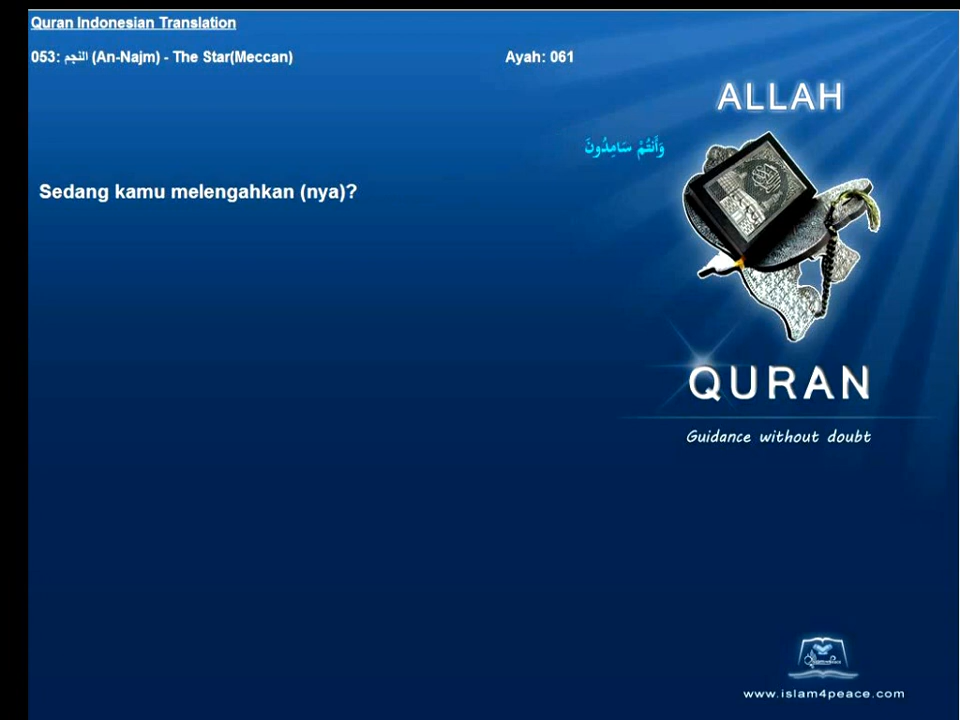 Quran Indonesian Translation
053: النجم (An-Najm) - The Star(Meccan) Ayah: 061
ALLAH
وَأَنتُمْ سَامِدُونَ
Sedang kamu melengahkan (nya)?
QURAN
Guidance without doubt
www.islam4peace.com